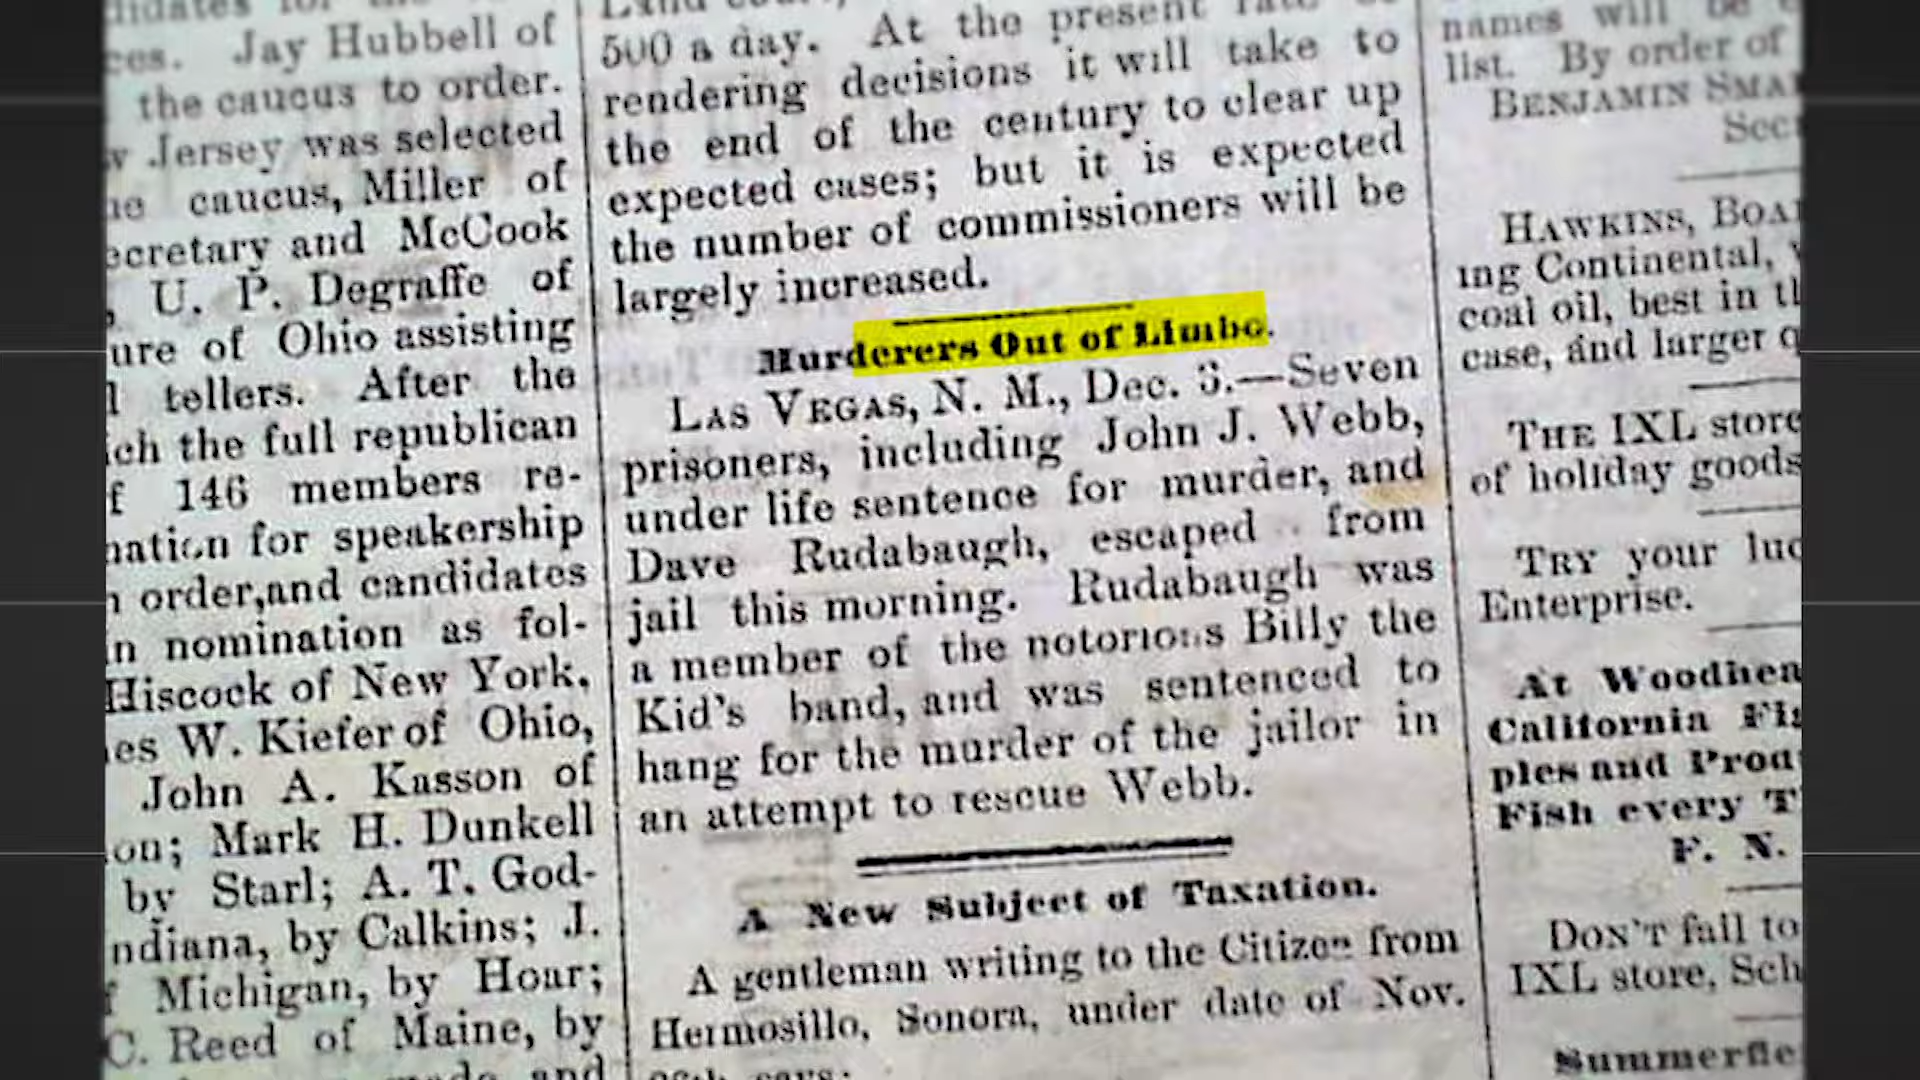 didates for the
ces. Jay Hubbell of
the caucus to order.
w Jersey was selected
caucus, Miller of
ecretary and McCook
U. P. Degraffe of
ure of Ohio assisting
l tellers. After the
ich the full republican
f 146 members re-
nation for speakership
n order,and candidates
in nomination as fol-
Hiscock of New York,
es W. Kiefer of Ohio,
John A. Kasson of
on; Mark H. Dunkell
by Starl; A. T. God-
ndiana, by Calkins; J.
f Michigan, by Hoar;
C. Reed of Maine, by
and
500 a day. At the present rate
rendering decisions it will take to
the end of the century to clear up
expected cases; but it is expected
the number of commissioners will be
largely increased.
Murderers Out of Limbo.
LAS VEGAS, N. M., Dec. 3.—Seven
prisoners, including John J. Webb,
under life sentence for murder, and
Dave Rudabaugh, escaped from
jail this morning. Rudabaugh was
a member of the notorious Billy the
Kid's band, and was sentenced to
hang for the murder of the jailor in
an attempt to rescue Webb.
A New Subject of Taxation.
A gentleman writing to the Citizen from
Hermosillo, Sonora, under date of Nov.
says:
names will be
list. By order of
BENJAMIN SMA
Sec
HAWKINS, BOA
ing Continental,
coal oil, best in tl
case, and larger q
THE IXL store
of holiday goods
TRY your luc
Enterprise.
At Woodhea
California Fis
ples and Prou
Fish every T
F. N.
DON'T fail to
IXL store, Sch
Summerfie